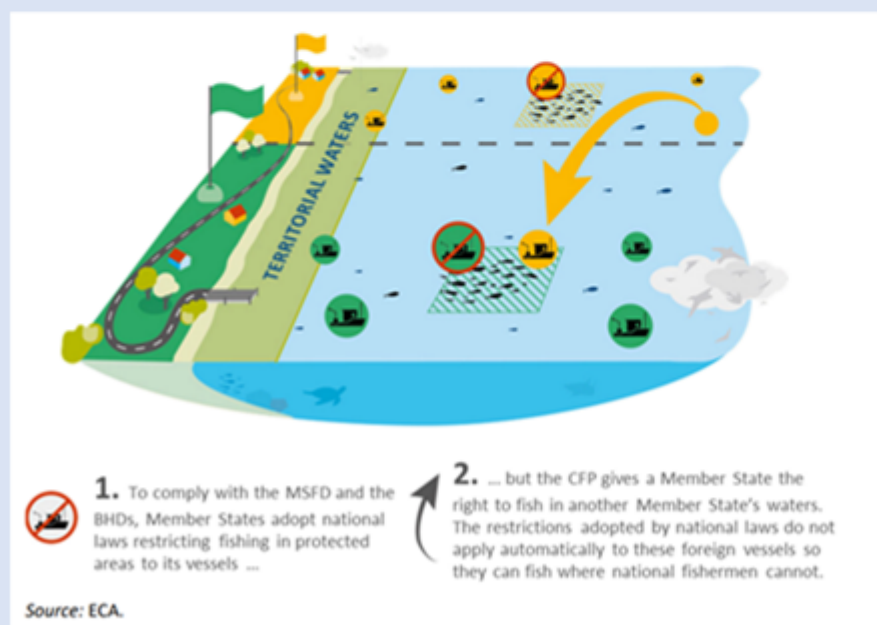 TERRITORIAL WATERS
1. To comply with the MSFD and the
BHDs, Member States adopt national
laws restricting fishing in protected
areas to its vessels ...
2. ... but the CFP gives a Member State the
right to fish in another Member State's waters.
The restrictions adopted by national laws do not
apply automatically to these foreign vessels so
they can fish where national fishermen cannot.
Source: ECA.